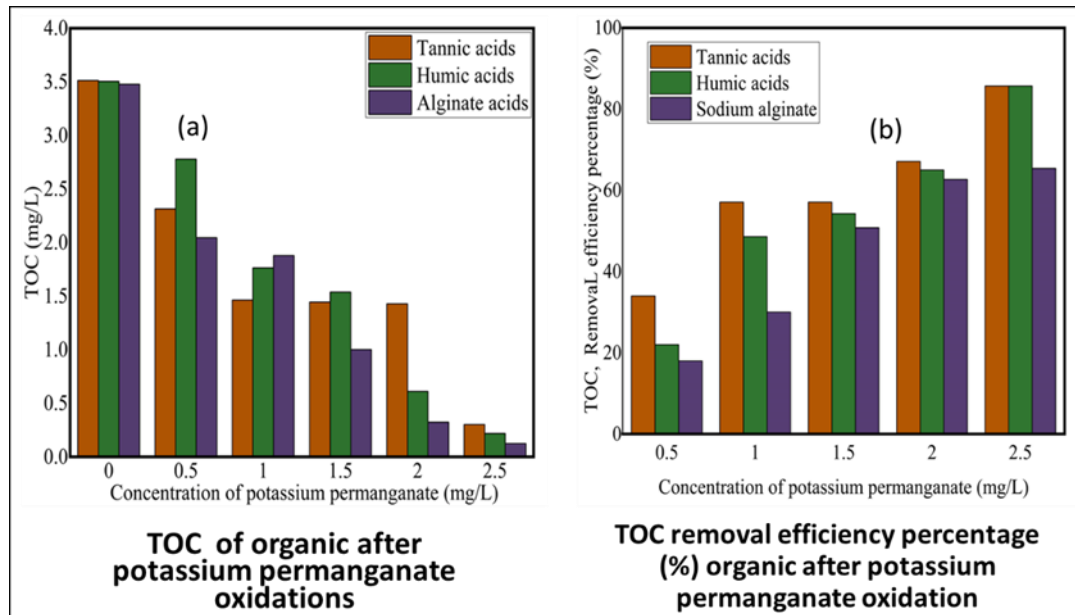 4.0
3.5
3.0
2.5
2.0
1.5
1.0
0.5
0.0
TOC (mg/L)
Tannic acids
Humic acids
Alginate acids
(a)
0 0.5 1 1.5 2 2.5
Concentration of potassium permanganate (mg/L)
TOC of organic after
potassium permanganate
oxidations
100
80
60
40
20
0
TOC, RemovaL efficiency percentage (%)
Tannic acids
Humic acids
Sodium alginate
(b)
0.5 1 1.5 2 2.5
Concentration of potassium permanganate (mg/L)
TOC removal efficiency percentage
(%) organic after potassium
permanganate oxidation